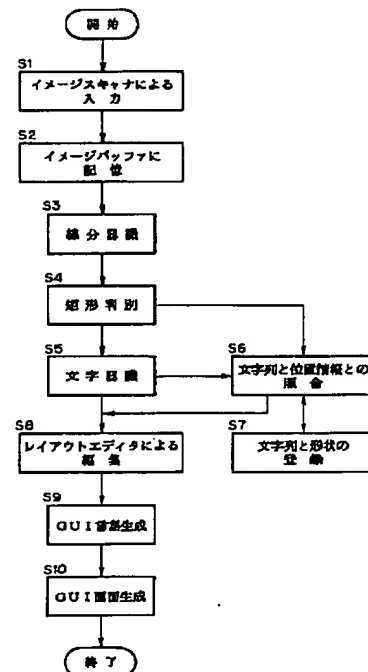 開始
S1
イメージスキャナによる
入力
S2
イメージバッファに
記憶
S3
線分認識
S4
矩形判別
S5
文字認識
S6
文字列と位置情報との
照合
S7
文字列と形状の
登録
S8
レイアウトエディタによる
編集
S9
GUI言語生成
S10
GUI画面生成
終了